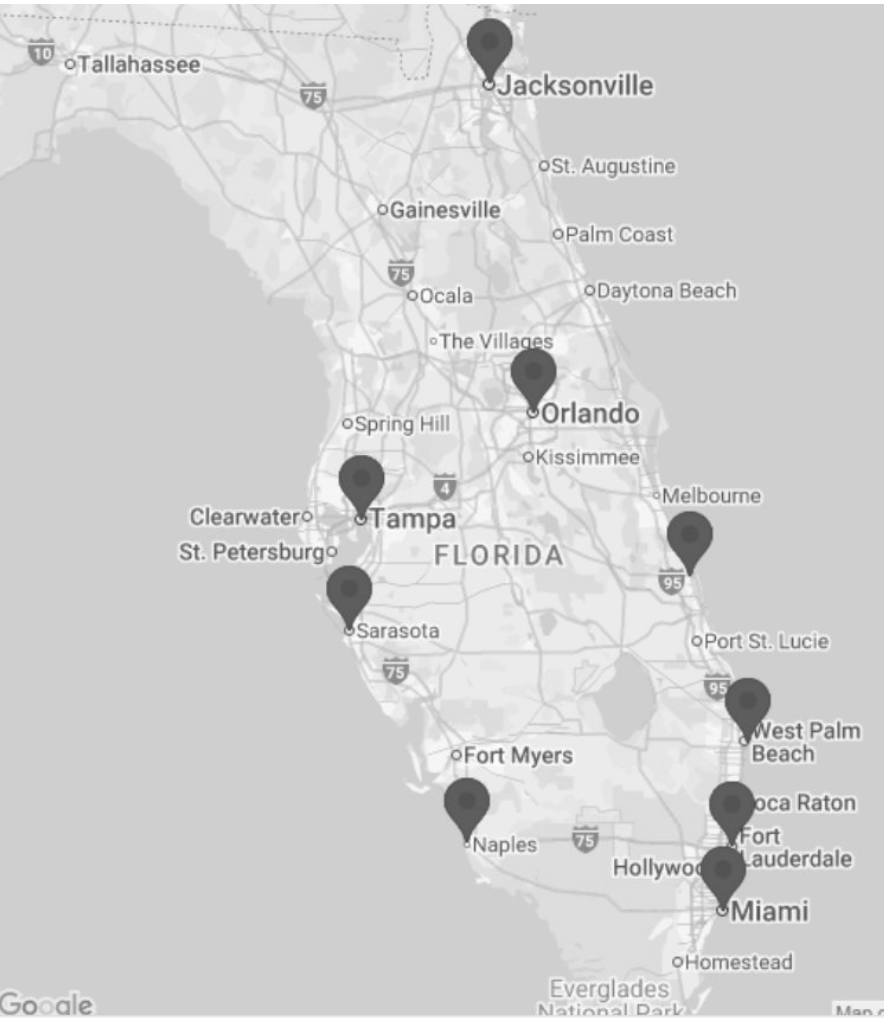 10
Tallahassee
Jacksonville
75
St. Augustine
Gainesville
Palm Coast
75
Ocala
Daytona Beach
The Villages
Orlando
Spring Hill
Kissimmee
4
Melbourne
Clearwater
Tampa
St. Petersburg
FLORIDA
95
Sarasota
Port St. Lucie
75
95
West Palm
Beach
Fort Myers
oca Raton
Fort
Lauderdale
75
Naples
Hollywoo
Miami
Homestead
Everglades
National Park
Google
Map